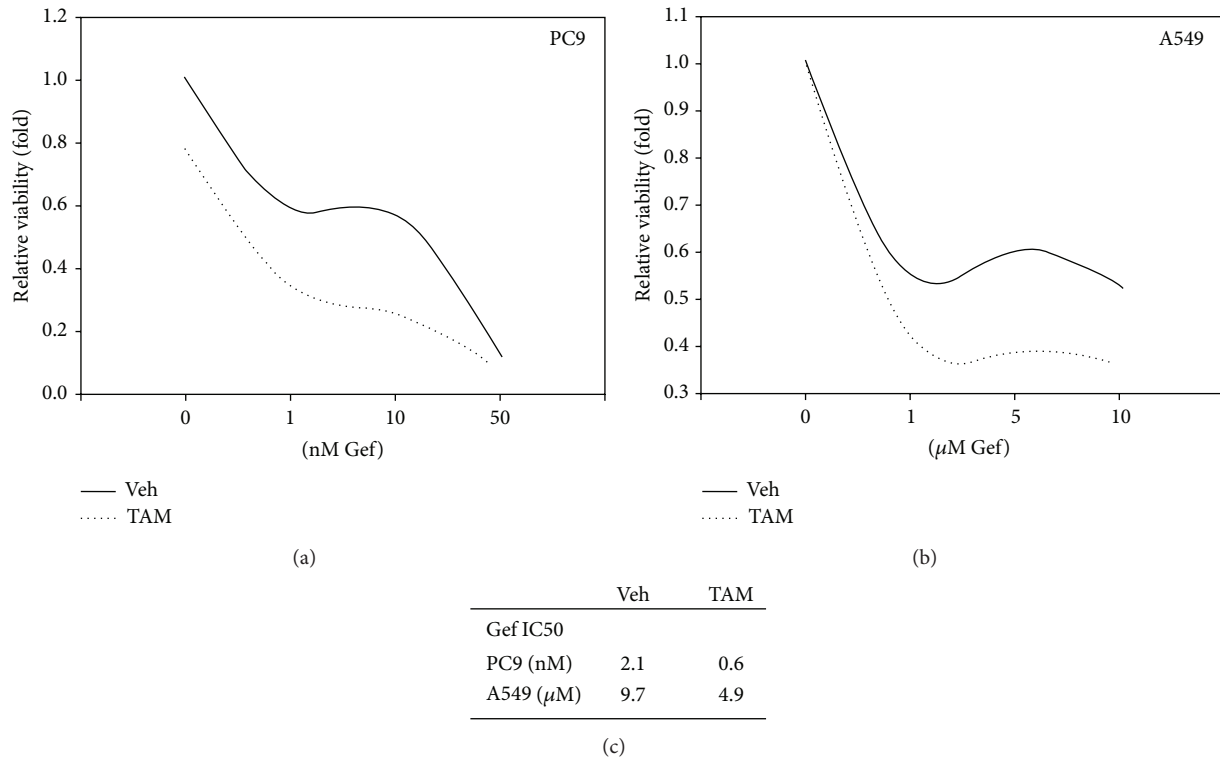 PC9
Relative viability (fold)
1.2
1.0
0.8
0.6
0.4
0.2
0.0
0 1 10 50
(nM Gef)
Veh
TAM
(a)
A549
Relative viability (fold)
1.1
1.0
0.9
0.8
0.7
0.6
0.5
0.4
0.3
0 1 5 10
(μM Gef)
Veh
TAM
(b)
Veh TAM
Gef IC50
PC9 (nM) 2.1 0.6
A549 (μM) 9.7 4.9
(c)